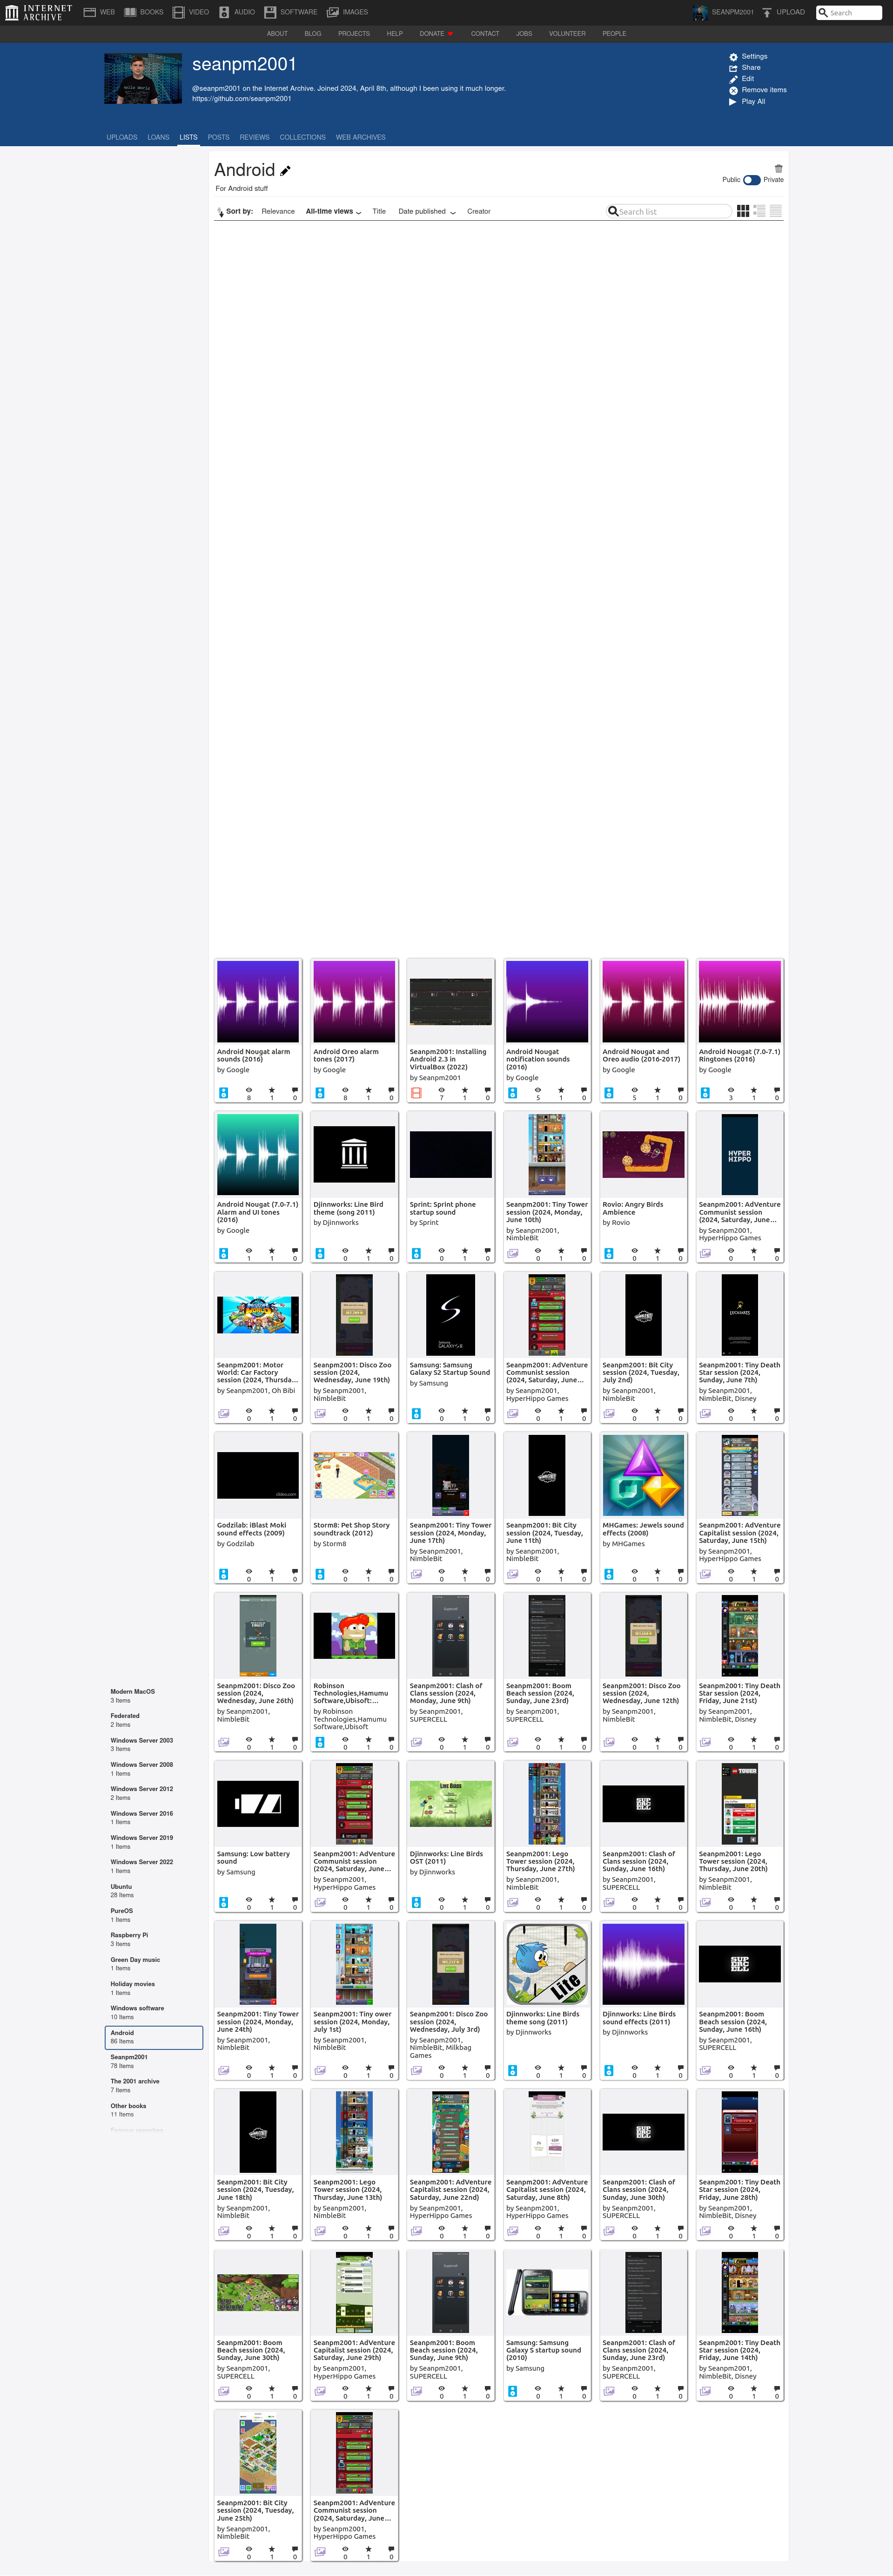 INTERNET ARCHIVE
WEB
BOOKS
VIDEO
AUDIO
SOFTWARE
IMAGES
SEANPM2001
UPLOAD
Search
ABOUT
BLOG
PROJECTS
HELP
DONATE
CONTACT
JOBS
VOLUNTEER
PEOPLE
seanpm2001
@seanpm2001 on the Internet Archive. Joined 2024, April 8th, although I been using it much longer.
https://github.com/seanpm2001
Settings
Share
Edit
Remove items
Play All
UPLOADS
LOANS
LISTS
POSTS
REVIEWS
COLLECTIONS
WEB ARCHIVES
Android
For Android stuff
Public
Private
Sort by:
Relevance
All-time views
Title
Date published
Creator
Search list
Android Nougat alarm
sounds (2016)
by Google
8 1 0
Android Oreo alarm
tones (2017)
by Google
8 1 0
Seanpm2001: Installing
Android 2.3 in
VirtualBox (2022)
by Seanpm2001
7 1 0
Android Nougat
notification sounds
(2016)
by Google
5 1 0
Android Nougat and
Oreo audio (2016-2017)
by Google
5 1 0
Android Nougat (7.0-7.1)
Ringtones (2016)
by Google
3 1 0
Android Nougat (7.0-7.1)
Alarm and UI tones
(2016)
by Google
1 1 0
Djinnworks: Line Bird
theme (song 2011)
by Djinnworks
0 1 0
Sprint: Sprint phone
startup sound
by Sprint
0 1 0
Seanpm2001: Tiny Tower
session (2024, Monday,
June 10th)
by Seanpm2001,
NimbleBit
0 1 0
Rovio: Angry Birds
Ambience
by Rovio
0 1 0
HYPER
HIPPO
Seanpm2001: AdVenture
Communist session
(2024, Saturday, June...
by Seanpm2001,
HyperHippo Games
0 1 0
Seanpm2001: Motor
World: Car Factory
session (2024, Thursda...
by Seanpm2001, Oh Bibi
0 1 0
Seanpm2001: Disco Zoo
session (2024,
Wednesday, June 19th)
by Seanpm2001,
NimbleBit
0 1 0
Samsung: Samsung
Galaxy S2 Startup Sound
by Samsung
0 1 0
Seanpm2001: AdVenture
Communist session
(2024, Saturday, June...
by Seanpm2001,
HyperHippo Games
0 1 0
Seanpm2001: Bit City
session (2024, Tuesday,
July 2nd)
by Seanpm2001,
NimbleBit
0 1 0
Seanpm2001: Tiny Death
Star session (2024,
Sunday, June 7th)
by Seanpm2001,
NimbleBit, Disney
0 1 0
Godzilab: iBlast Moki
sound effects (2009)
by Godzilab
0 1 0
Storm8: Pet Shop Story
soundtrack (2012)
by Storm8
0 1 0
Seanpm2001: Tiny Tower
session (2024, Monday,
June 17th)
by Seanpm2001,
NimbleBit
0 1 0
Seanpm2001: Bit City
session (2024, Tuesday,
June 11th)
by Seanpm2001,
NimbleBit
0 1 0
MHGames: Jewels sound
effects (2008)
by MHGames
0 1 0
Seanpm2001: AdVenture
Capitalist session (2024,
Saturday, June 15th)
by Seanpm2001,
HyperHippo Games
0 1 0
Seanpm2001: Disco Zoo
session (2024,
Wednesday, June 26th)
by Seanpm2001,
NimbleBit
0 1 0
Robinson
Technologies,Hamumu
Software,Ubisoft:...
by Robinson
Technologies,Hamumu
Software,Ubisoft
0 1 0
Seanpm2001: Clash of
Clans session (2024,
Monday, June 9th)
by Seanpm2001,
SUPERCELL
0 1 0
Seanpm2001: Boom
Beach session (2024,
Sunday, June 23rd)
by Seanpm2001,
SUPERCELL
0 1 0
Seanpm2001: Disco Zoo
session (2024,
Wednesday, June 12th)
by Seanpm2001,
NimbleBit
0 1 0
Seanpm2001: Tiny Death
Star session (2024,
Friday, June 21st)
by Seanpm2001,
NimbleBit, Disney
0 1 0
Modern MacOS
3 Items
Federated
2 Items
Windows Server 2003
3 Items
Windows Server 2008
1 Items
Windows Server 2012
2 Items
Windows Server 2016
1 Items
Windows Server 2019
1 Items
Windows Server 2022
1 Items
Ubuntu
28 Items
PureOS
1 Items
Raspberry Pi
3 Items
Green Day music
1 Items
Holiday movies
1 Items
Windows software
10 Items
Android
86 Items
Seanpm2001
78 Items
The 2001 archive
7 Items
Other books
11 Items
Samsung: Low battery
sound
by Samsung
0 1 0
Seanpm2001: AdVenture
Communist session
(2024, Saturday, June...
by Seanpm2001,
HyperHippo Games
0 1 0
LINE BIRDS
Djinnworks: Line Birds
OST (2011)
by Djinnworks
0 1 0
Seanpm2001: Lego
Tower session (2024,
Thursday, June 27th)
by Seanpm2001,
NimbleBit
0 1 0
Seanpm2001: Clash of
Clans session (2024,
Sunday, June 16th)
by Seanpm2001,
SUPERCELL
0 1 0
TOWER
Seanpm2001: Lego
Tower session (2024,
Thursday, June 20th)
by Seanpm2001,
NimbleBit
0 1 0
Seanpm2001: Tiny Tower
session (2024, Monday,
June 24th)
by Seanpm2001,
NimbleBit
0 1 0
Seanpm2001: Tiny ower
session (2024, Monday,
July 1st)
by Seanpm2001,
NimbleBit
0 1 0
Seanpm2001: Disco Zoo
session (2024,
Wednesday, July 3rd)
by Seanpm2001,
NimbleBit, Milkbag
Games
0 1 0
Lite
Djinnworks: Line Birds
theme song (2011)
by Djinnworks
0 1 0
Djinnworks: Line Birds
sound effects (2011)
by Djinnworks
0 1 0
Seanpm2001: Boom
Beach session (2024,
Sunday, June 16th)
by Seanpm2001,
SUPERCELL
0 1 0
Seanpm2001: Bit City
session (2024, Tuesday,
June 18th)
by Seanpm2001,
NimbleBit
0 1 0
Seanpm2001: Lego
Tower session (2024,
Thursday, June 13th)
by Seanpm2001,
NimbleBit
0 1 0
Seanpm2001: AdVenture
Capitalist session (2024,
Saturday, June 22nd)
by Seanpm2001,
HyperHippo Games
0 1 0
Seanpm2001: AdVenture
Capitalist session (2024,
Saturday, June 8th)
by Seanpm2001,
HyperHippo Games
0 1 0
Seanpm2001: Clash of
Clans session (2024,
Sunday, June 30th)
by Seanpm2001,
SUPERCELL
0 1 0
Seanpm2001: Tiny Death
Star session (2024,
Friday, June 28th)
by Seanpm2001,
NimbleBit, Disney
0 1 0
Seanpm2001: Boom
Beach session (2024,
Sunday, June 30th)
by Seanpm2001,
SUPERCELL
0 1 0
Seanpm2001: AdVenture
Capitalist session (2024,
Saturday, June 29th)
by Seanpm2001,
HyperHippo Games
0 1 0
Seanpm2001: Boom
Beach session (2024,
Sunday, June 9th)
by Seanpm2001,
SUPERCELL
0 1 0
Samsung: Samsung
Galaxy S startup sound
(2010)
by Samsung
0 1 0
Seanpm2001: Clash of
Clans session (2024,
Sunday, June 23rd)
by Seanpm2001,
SUPERCELL
0 1 0
Seanpm2001: Tiny Death
Star session (2024,
Friday, June 14th)
by Seanpm2001,
NimbleBit, Disney
0 1 0
Seanpm2001: Bit City
session (2024, Tuesday,
June 25th)
by Seanpm2001,
NimbleBit
0 1 0
Seanpm2001: AdVenture
Communist session
(2024, Saturday, June...
by Seanpm2001,
HyperHippo Games
0 1 0